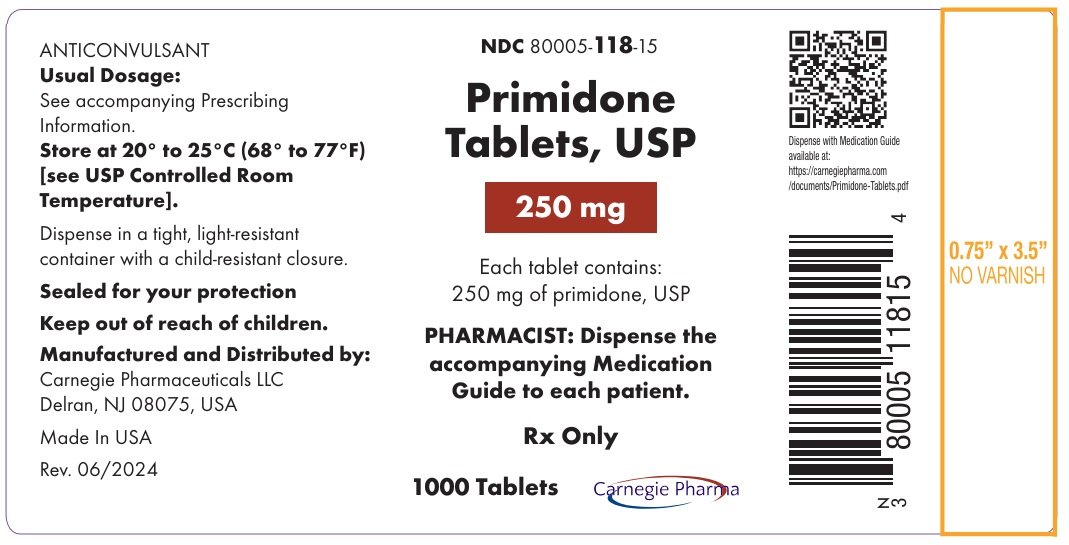 ANTICONVULSANT
Usual Dosage:
See accompanying Prescribing
Information.
Store at 20° to 25°C (68° to 77°F)
[see USP Controlled Room
Temperature].
Dispense in a tight, light-resistant
container with a child-resistant closure.
Sealed for your protection
Keep out of reach of children.
Manufactured and Distributed by:
Carnegie Pharmaceuticals LLC
Delran, NJ 08075, USA
Made In USA
Rev. 06/2024
NDC 80005-118-15
Primidone
Tablets, USP
250 mg
Each tablet contains:
250 mg of primidone, USP
PHARMACIST: Dispense the
accompanying Medication
Guide to each patient.
Rx Only
1000 Tablets
Carnegie Pharma
Dispense with Medication Guide
available at:
https://carnegiepharma.com
/documents/Primidone-Tablets.pdf
N
3
80005 11815
4
0.75” x 3.5”
NO VARNISH